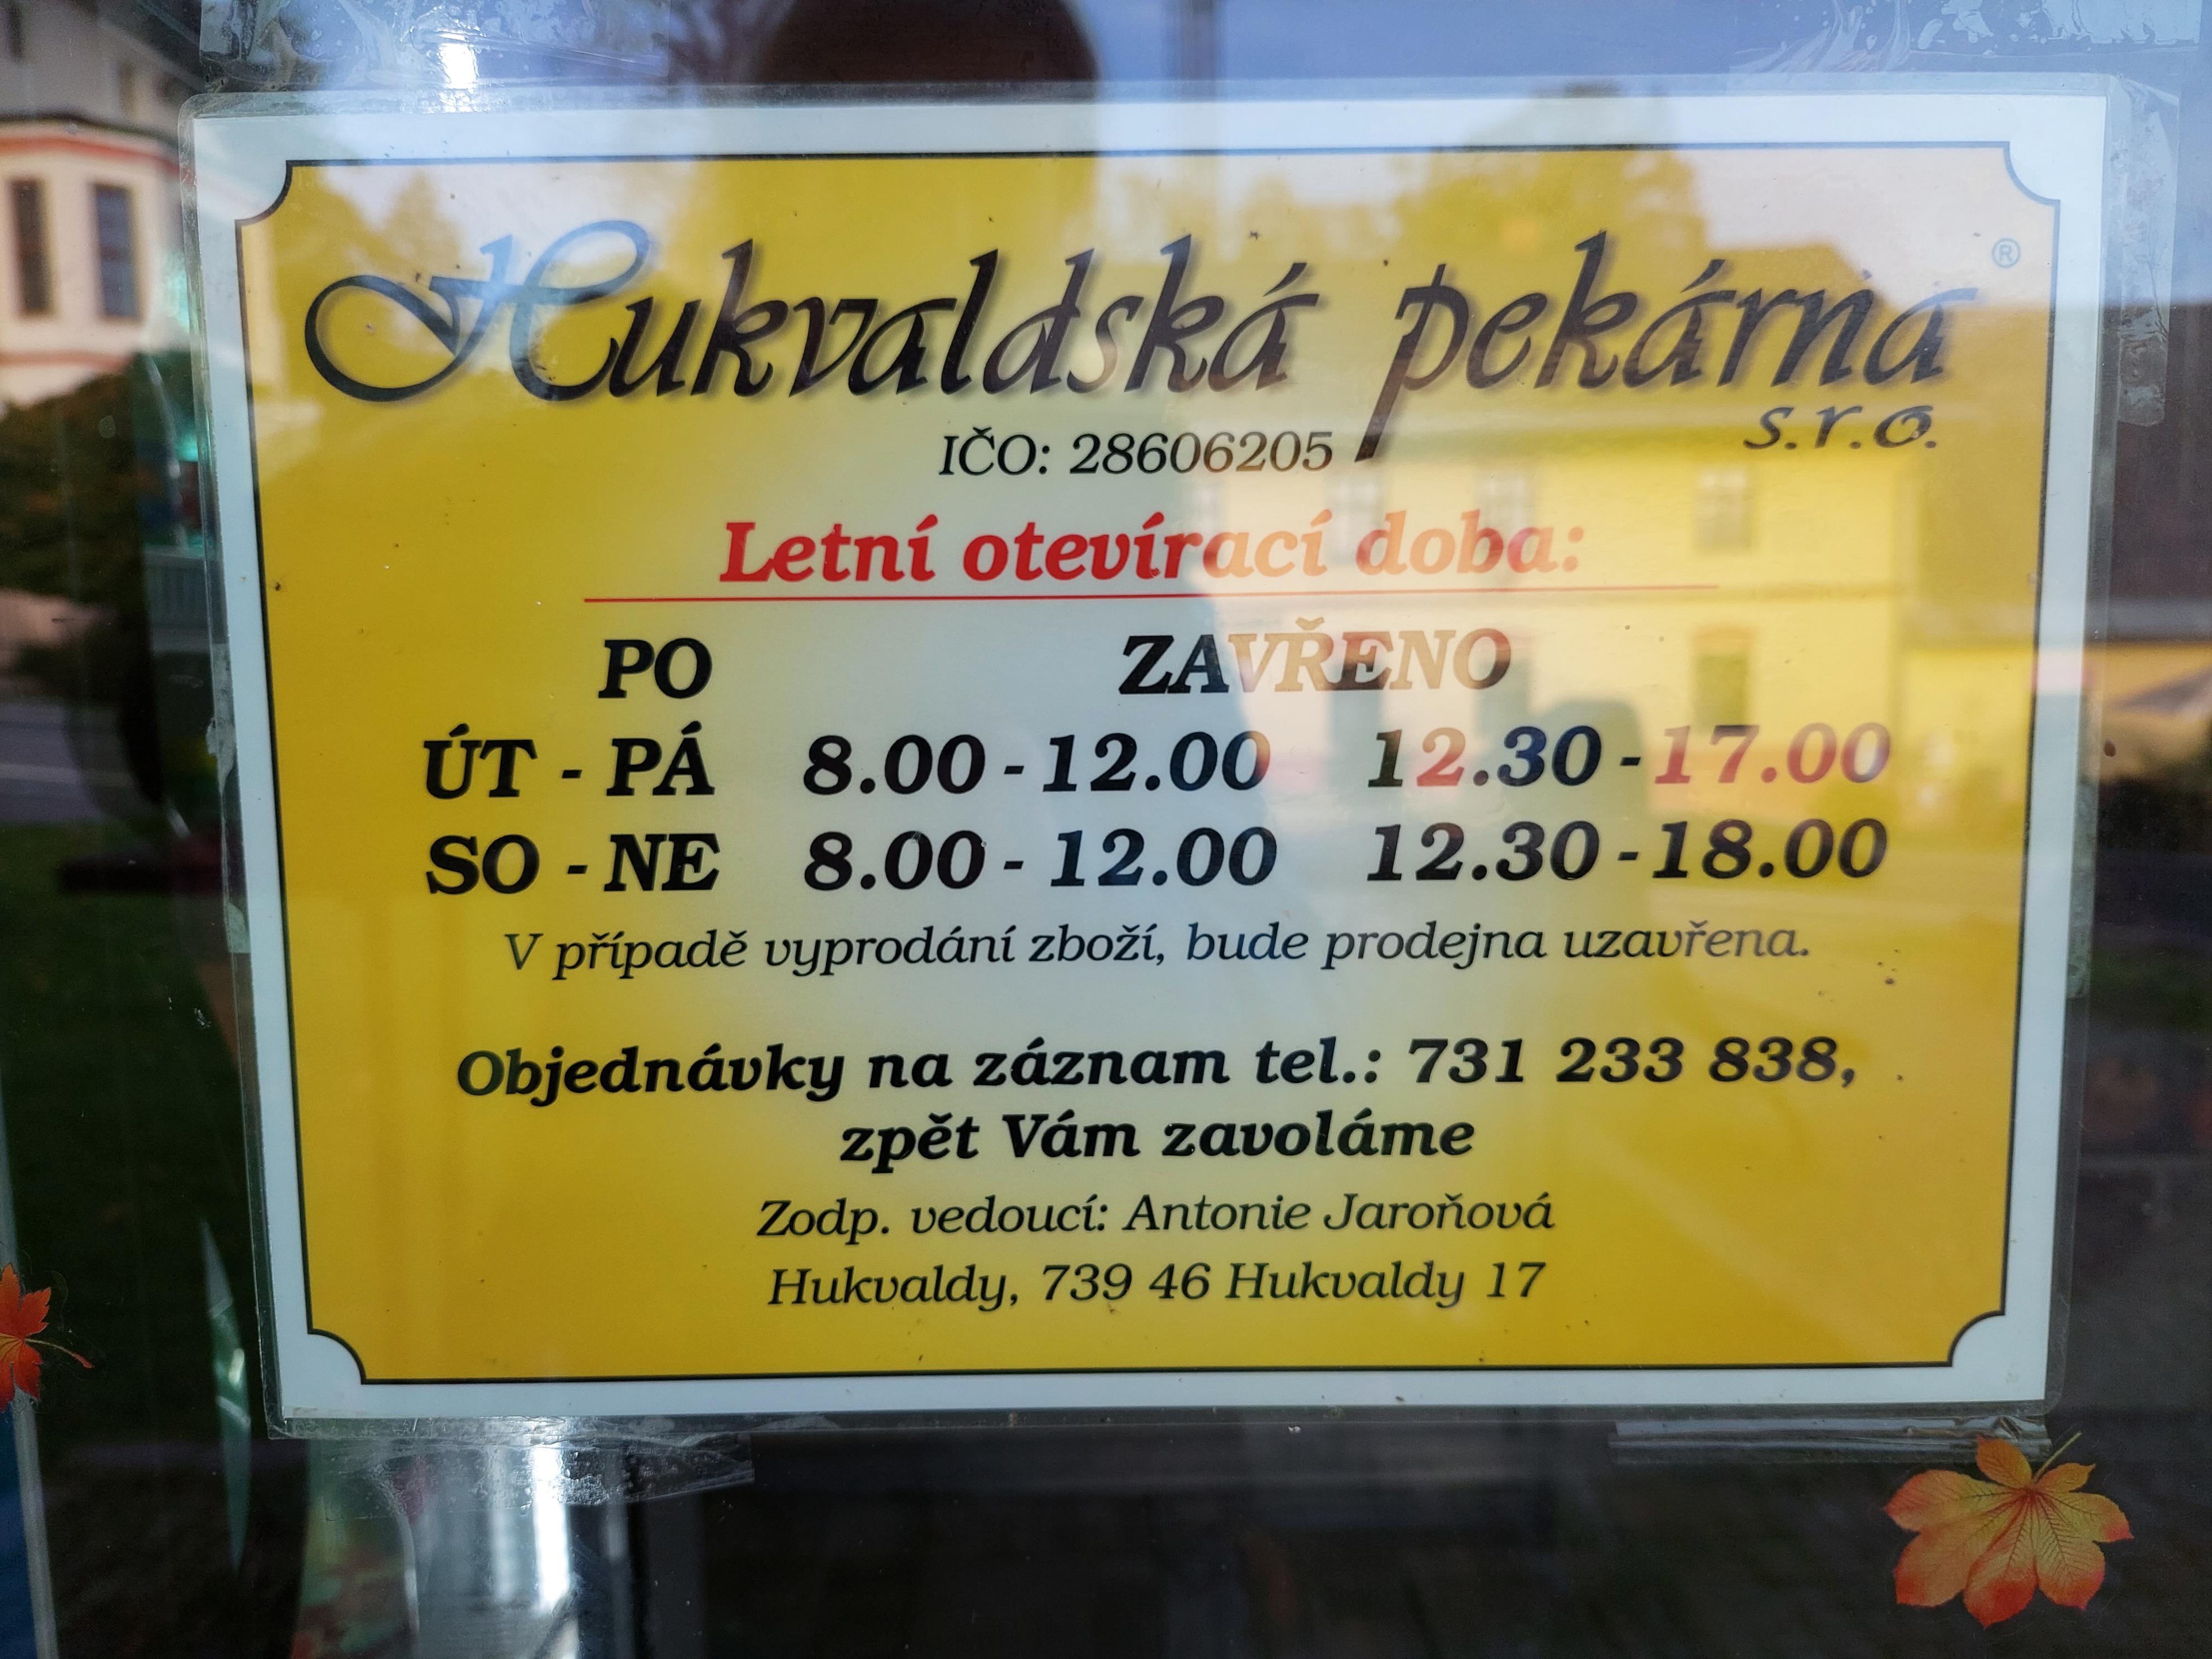 Hukvaldská pekárna ®
s.r.o.
IČO: 28606205
Letní otevírací doba:
PO ZAVŘENO
ÚT - PÁ 8.00 - 12.00 12.30 - 17.00
SO - NE 8.00 - 12.00 12.30 - 18.00
V případě vyprodání zboží, bude prodejna uzavřena.
Objednávky na záznam tel.: 731 233 838,
zpět Vám zavoláme
Zodp. vedoucí: Antonie Jaroňová
Hukvaldy, 739 46 Hukvaldy 17